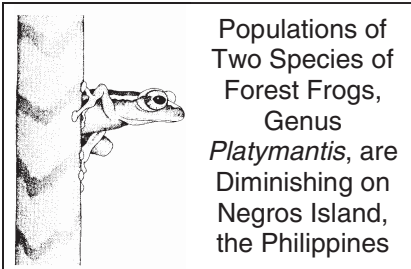 Populations of
Two Species of
Forest Frogs,
Genus
Platymantis, are
Diminishing on
Negros Island,
the Philippines